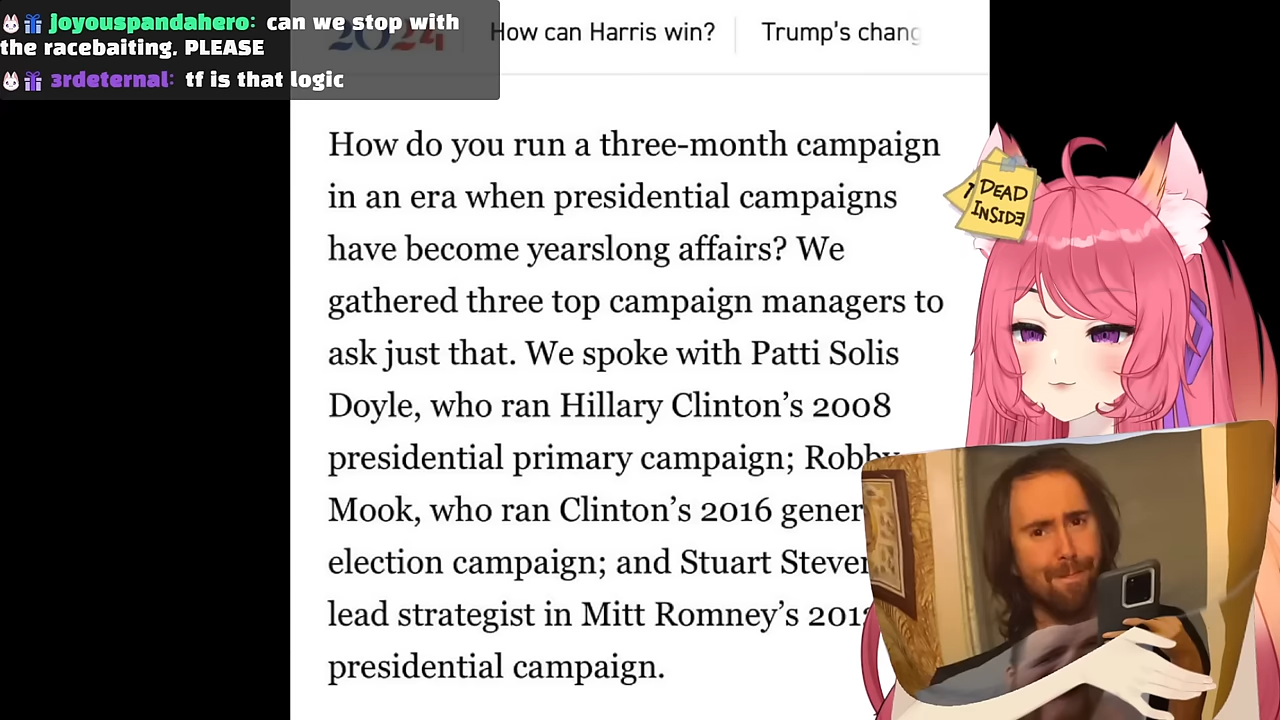 joyouspandahero: can we stop with
the racebaiting, PLEASE
3rdeternal: tf is that logic
2024
How can Harris win?
Trump's chang
How do you run a three-month campaign
in an era when presidential campaigns
have become yearslong affairs? We
gathered three top campaign managers to
ask just that. We spoke with Patti Solis
Doyle, who ran Hillary Clinton's 2008
presidential primary campaign; Robby
Mook, who ran Clinton's 2016 gener
election campaign; and Stuart Steven
lead strategist in Mitt Romney's 2012
presidential campaign.
DEAD
INSIDE